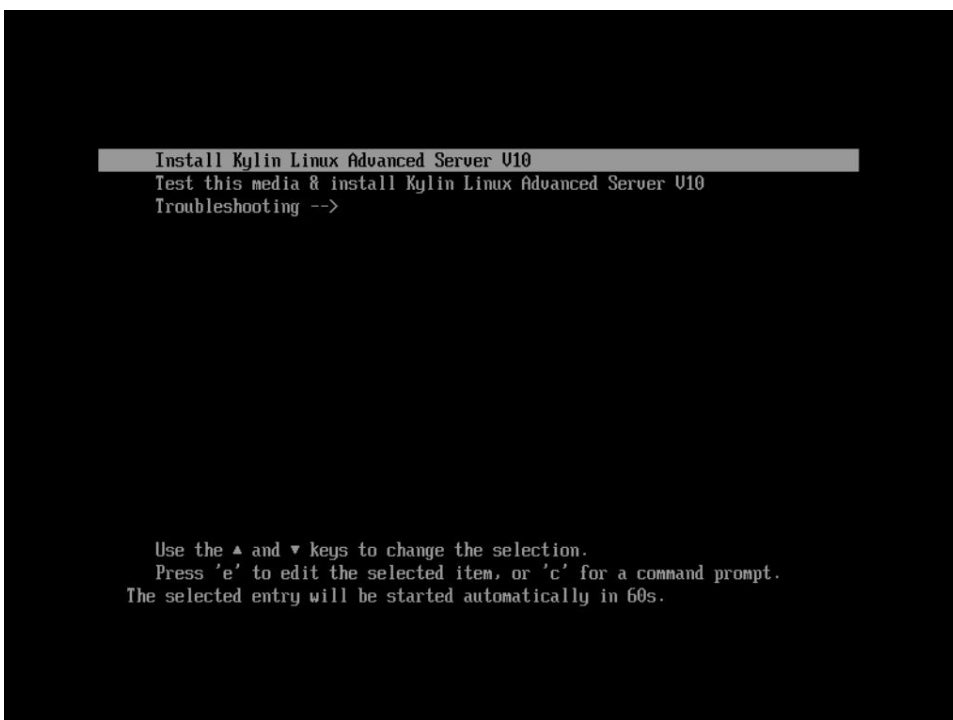 Install Kylin Linux Advanced Server V10
Test this media & install Kylin Linux Advanced Server V10
Troubleshooting -->
Use the ▲ and ▼ keys to change the selection.
Press 'e' to edit the selected item, or 'c' for a command prompt.
The selected entry will be started automatically in 60s.